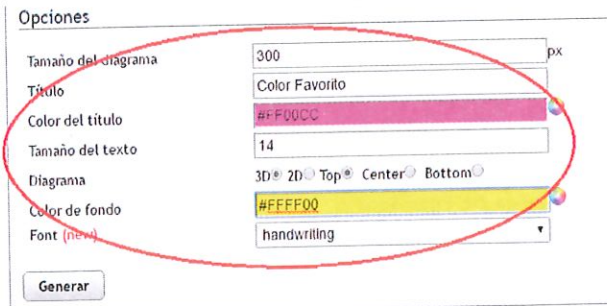 Opciones
Tamaño del diagrama 300 px
Título Color Favorito
Color del título #FF00CC
Tamaño del texto 14
Diagrama 3D 2D Top Center Bottom
Color de fondo #FFFF00
Font (new) handwriting
Generar